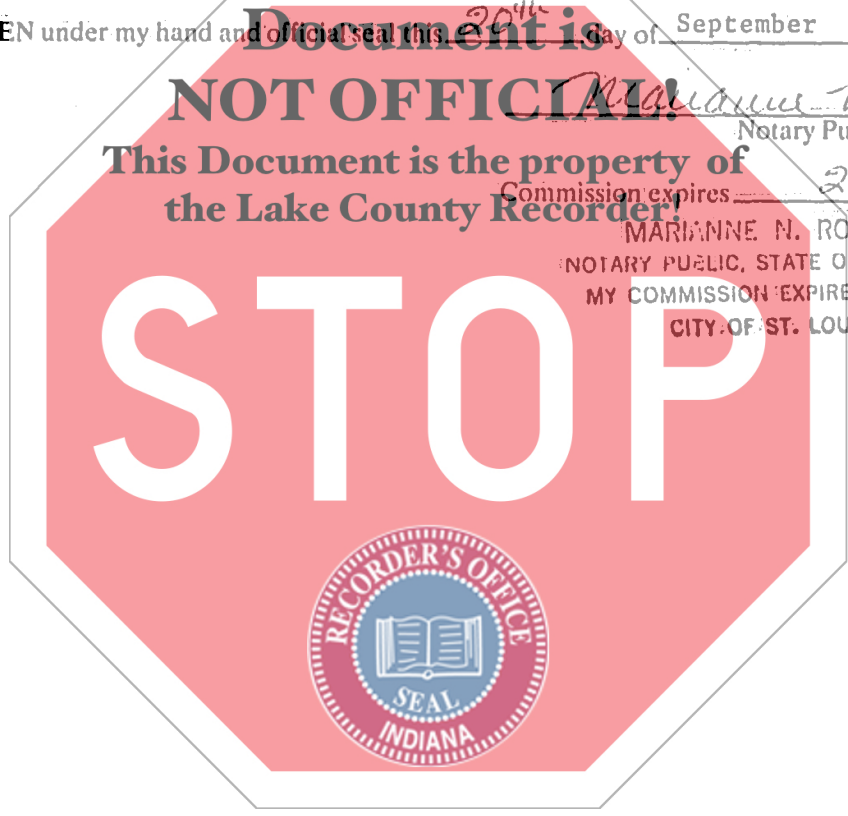 EN under my hand and official seal this 20th day of September
Document is
NOT OFFICIAL!
Marianne
Notary Pu
This Document is the property of
Commission expires 2
the Lake County Recorder!
MARIANNE N. RO
NOTARY PUBLIC, STATE O
MY COMMISSION EXPIRE
CITY OF ST. LOU
STOP
RECORDER'S OFFICE
SEAL
INDIANA